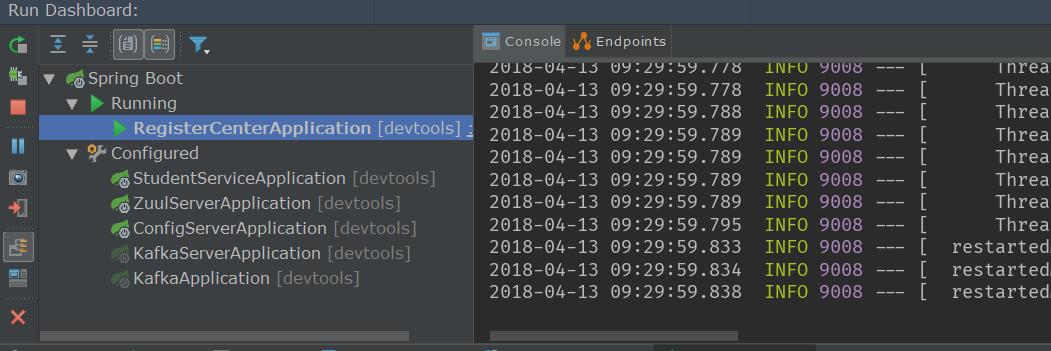 Run Dashboard:
Console Endpoints
Spring Boot
Running
RegisterCenterApplication [devtools]
Configured
StudentServiceApplication [devtools]
ZuulServerApplication [devtools]
ConfigServerApplication [devtools]
KafkaServerApplication [devtools]
KafkaApplication [devtools]
2018-04-13 09:29:59.778 INFO 9008 --- [ Threa
2018-04-13 09:29:59.778 INFO 9008 --- [ Threa
2018-04-13 09:29:59.788 INFO 9008 --- [ Threa
2018-04-13 09:29:59.789 INFO 9008 --- [ Threa
2018-04-13 09:29:59.789 INFO 9008 --- [ Threa
2018-04-13 09:29:59.789 INFO 9008 --- [ Threa
2018-04-13 09:29:59.789 INFO 9008 --- [ Threa
2018-04-13 09:29:59.795 INFO 9008 --- [ Threa
2018-04-13 09:29:59.833 INFO 9008 --- [ restarted
2018-04-13 09:29:59.834 INFO 9008 --- [ restarted
2018-04-13 09:29:59.838 INFO 9008 --- [ restarted